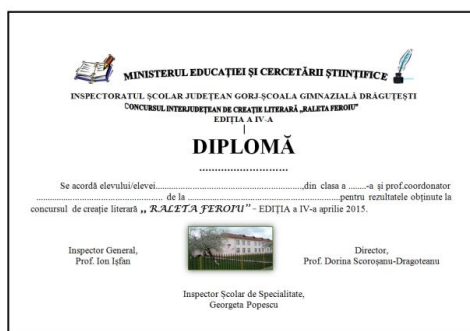 MINISTERUL EDUCAȚIEI ȘI CERCETĂRII ȘTIINȚIFICE
INSPECTORATUL ȘCOLAR JUDEȚEAN GORJ-ȘCOALA GIMNAZIALĂ DRĂGUȚEȘTI
CONCURSUL INTERJUDEȚEAN DE CREAȚIE LITERARĂ „RALETA FEROIU”
EDIȚIA A IV-A
DIPLOMĂ
............................
Se acordă elevului/elevei......................................................,din clasa a ........-a și prof.coordonator
............................................... de la .........................................................pentru rezultatele obținute la
concursul de creație literară ,, RALETA FEROIU” – EDIȚIA a IV-a aprilie 2015.
Inspector General,
Prof. Ion Ișfan
Director,
Prof. Dorina Scoroșanu-Dragoteanu
Inspector Școlar de Specialitate,
Georgeta Popescu